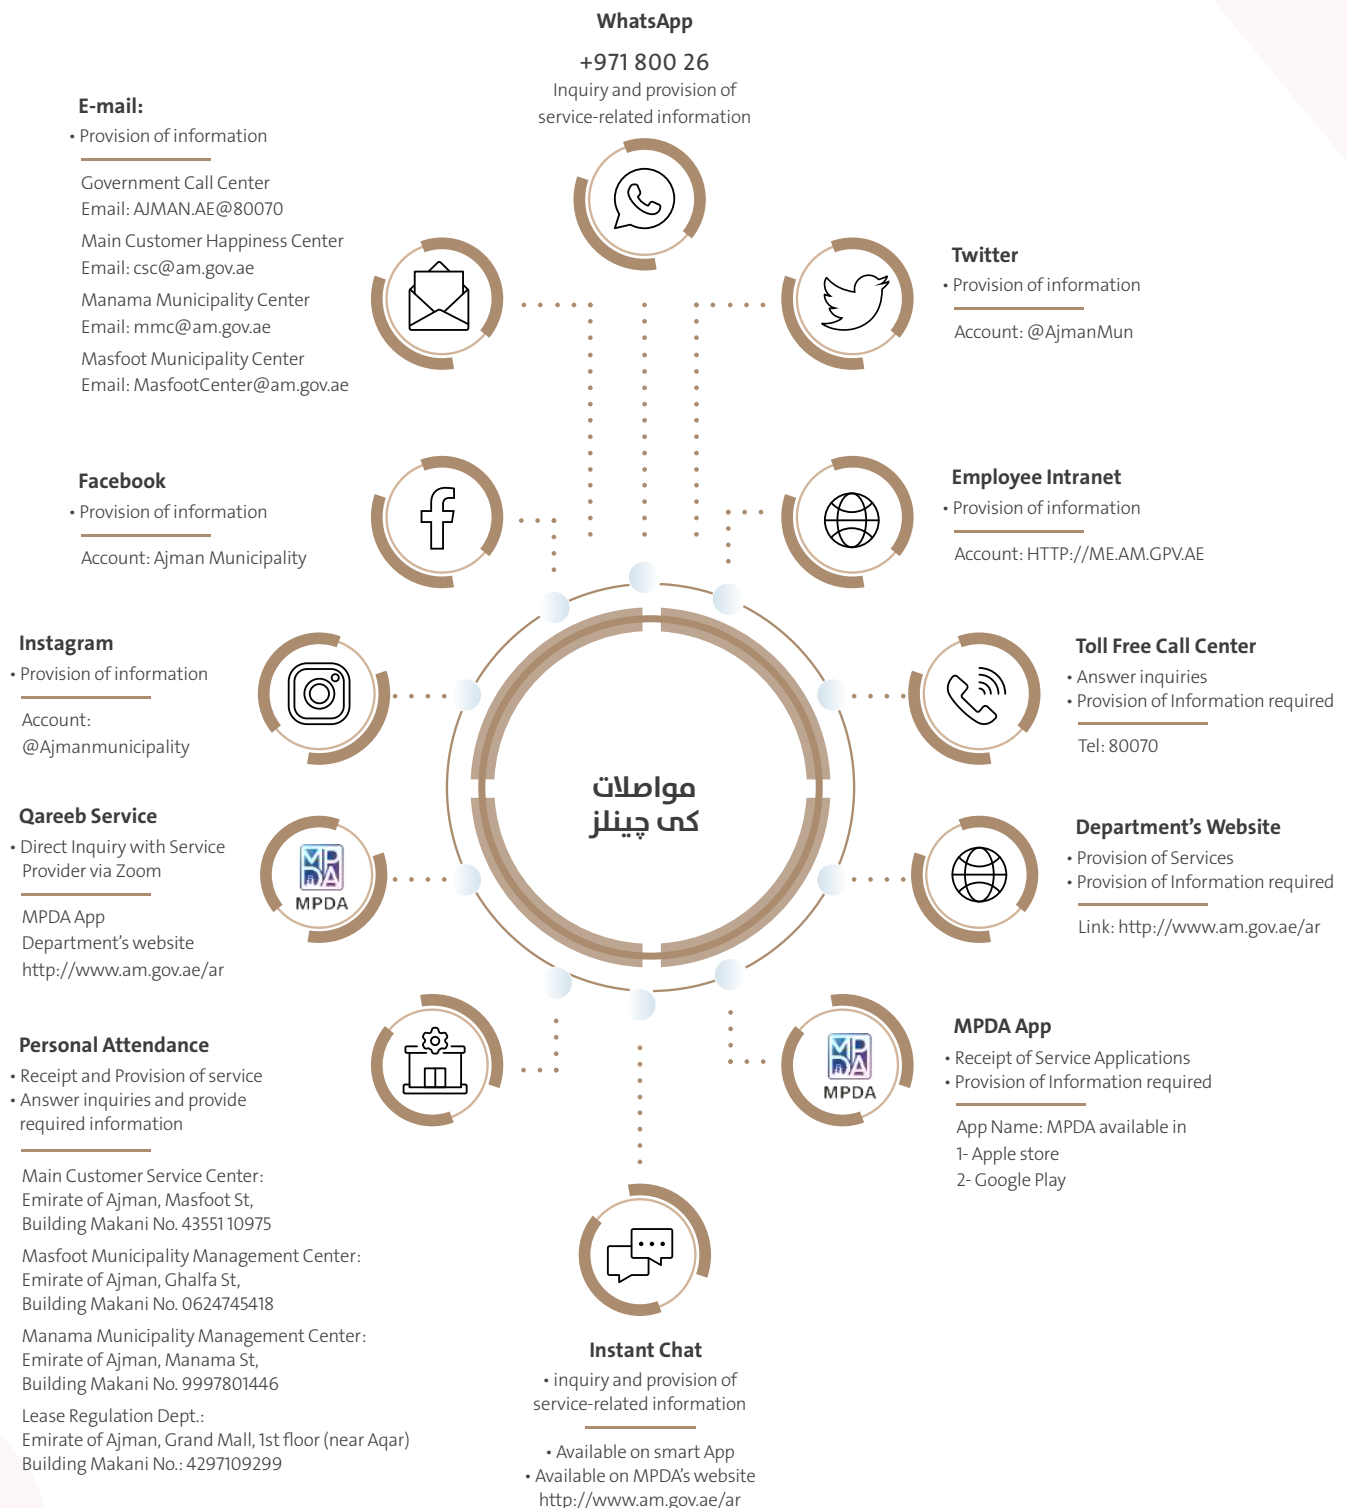 WhatsApp
+971 800 26
Inquiry and provision of
service-related information
E-mail:
• Provision of information
Government Call Center
Email: AJMAN.AE@80070
Main Customer Happiness Center
Email: csc@am.gov.ae
Manama Municipality Center
Email: mmc@am.gov.ae
Masfoot Municipality Center
Email: MasfootCenter@am.gov.ae
Twitter
• Provision of information
Account: @AjmanMun
Facebook
• Provision of information
Account: Ajman Municipality
Employee Intranet
• Provision of information
Account: HTTP://ME.AM.GPV.AE
Instagram
• Provision of information
Account:
@Ajmanmunicipality
Toll Free Call Center
• Answer inquiries
• Provision of Information required
Tel: 80070
مواصلات
کی چینلز
Qareeb Service
• Direct Inquiry with Service
Provider via Zoom
MPDA App
Department's website
http://www.am.gov.ae/ar
MPDA
MPDA
Department's Website
• Provision of Services
• Provision of Information required
Link: http://www.am.gov.ae/ar
Personal Attendance
• Receipt and Provision of service
• Answer inquiries and provide
required information
Main Customer Service Center:
Emirate of Ajman, Masfoot St,
Building Makani No. 43551 10975
Masfoot Municipality Management Center:
Emirate of Ajman, Ghalfa St,
Building Makani No. 0624745418
Manama Municipality Management Center:
Emirate of Ajman, Manama St,
Building Makani No. 9997801446
Lease Regulation Dept.:
Emirate of Ajman, Grand Mall, 1st floor (near Aqar)
Building Makani No.: 4297109299
MPDA
MPDA
MPDA App
• Receipt of Service Applications
• Provision of Information required
App Name: MPDA available in
1- Apple store
2- Google Play
Instant Chat
• inquiry and provision of
service-related information
• Available on smart App
• Available on MPDA's website
http://www.am.gov.ae/ar